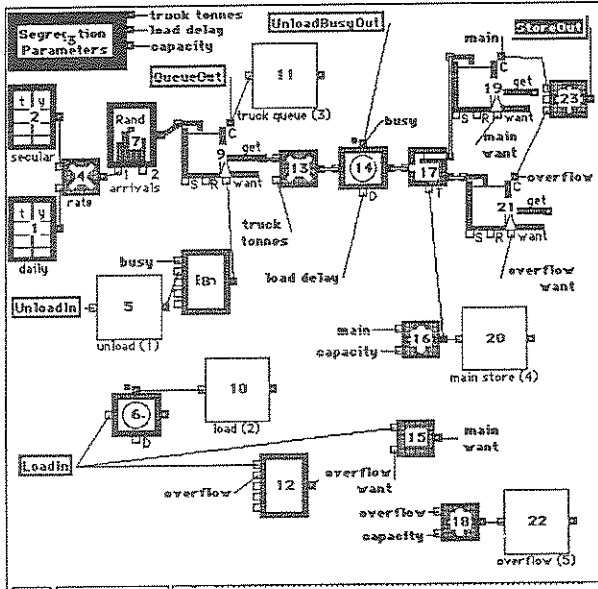 truck tonnes
load delay
capacity
Segrection
3
Parameters
UnloadBusyOut
StoreOut
main
QueueOut
11
truck queue (3)
C
19
get
S R want
23
main
want
t y
2
secular
Rand
7
1 2
arrivals
4
rate
C
9
get
S R want
13
busy
14
D
17
T
C
overflow
21
get
S R want
t y
1
daily
truck
tonnes
load delay
overflow
want
busy
8
UnloadIn
5
unload (1)
main
capacity
16
20
main store (4)
6
D
10
load (2)
LoadIn
15
main
want
overflow
12
overflow
want
overflow
capacity
18
22
overflow (5)